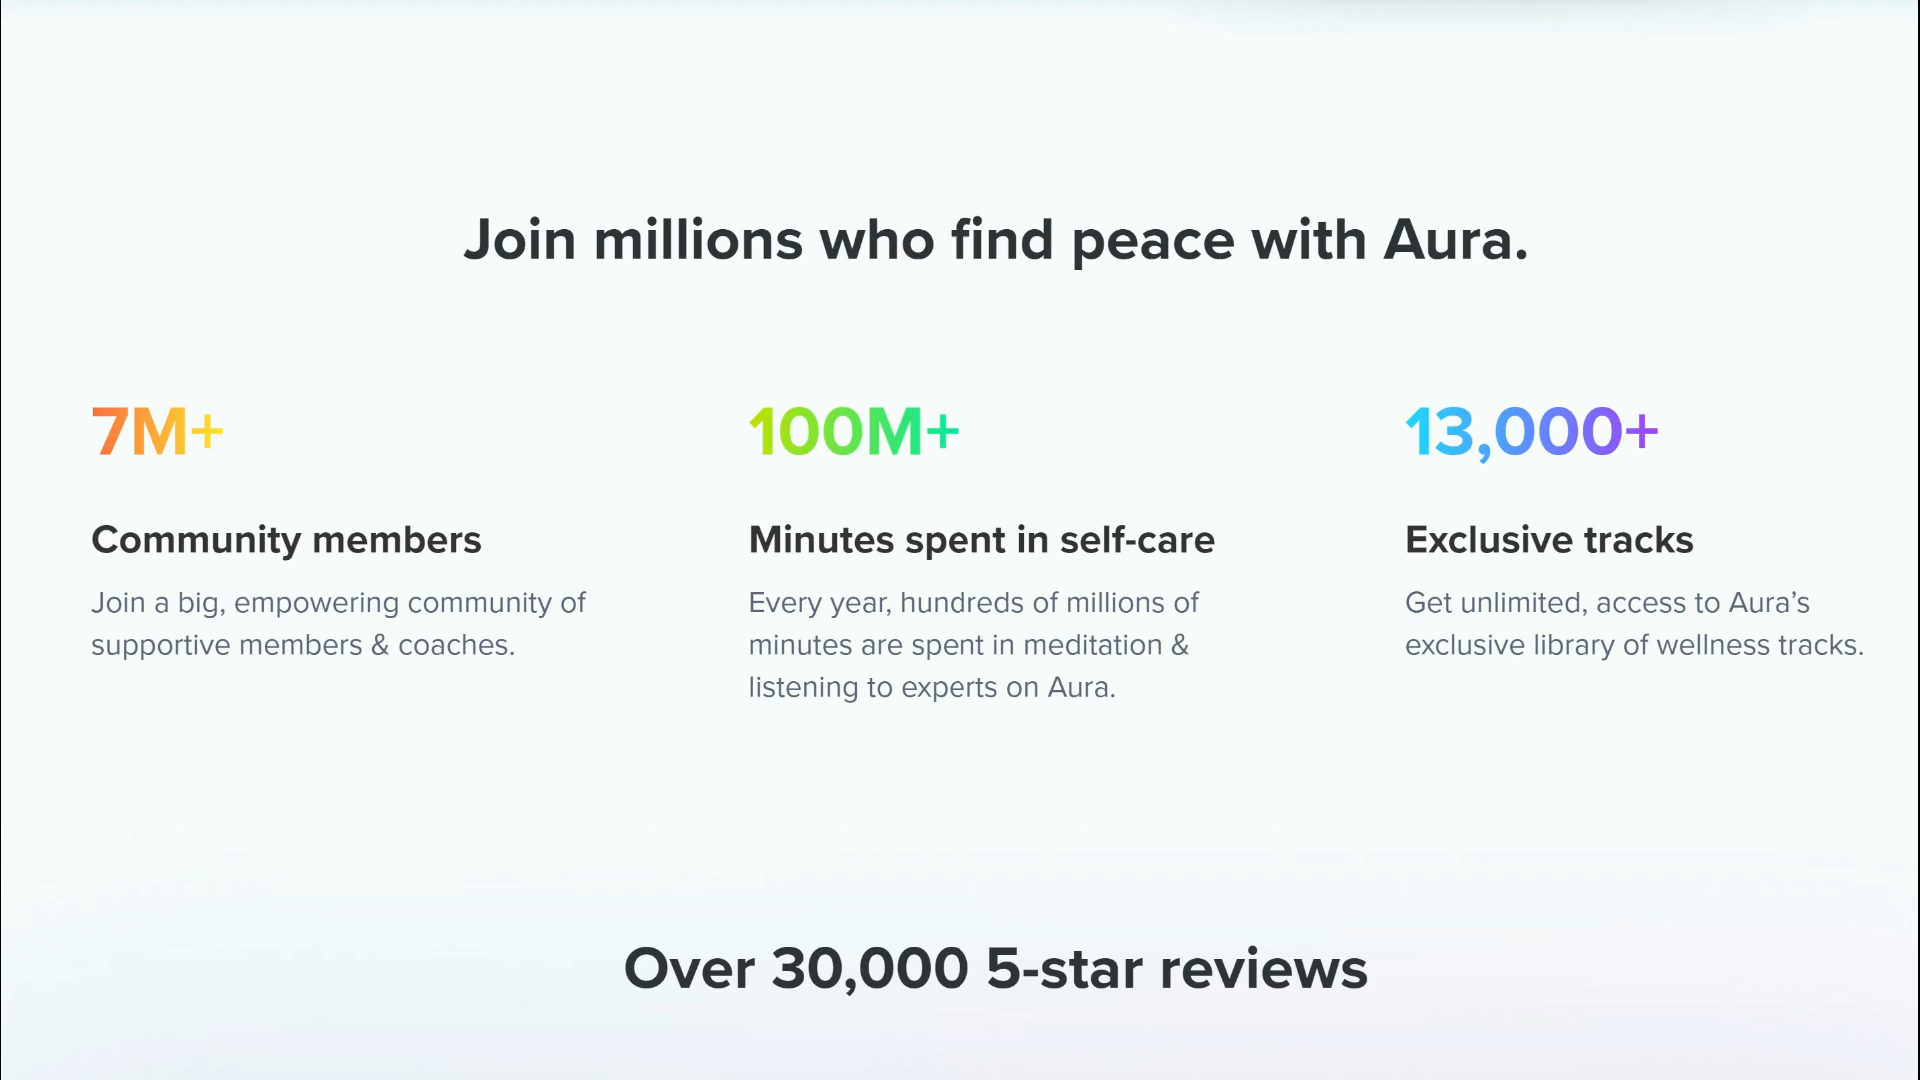 Join millions who find peace with Aura.
7M+
Community members
Join a big, empowering community of
supportive members & coaches.
100M+
Minutes spent in self-care
Every year, hundreds of millions of
minutes are spent in meditation &
listening to experts on Aura.
13,000+
Exclusive tracks
Get unlimited, access to Aura’s
exclusive library of wellness tracks.
Over 30,000 5-star reviews